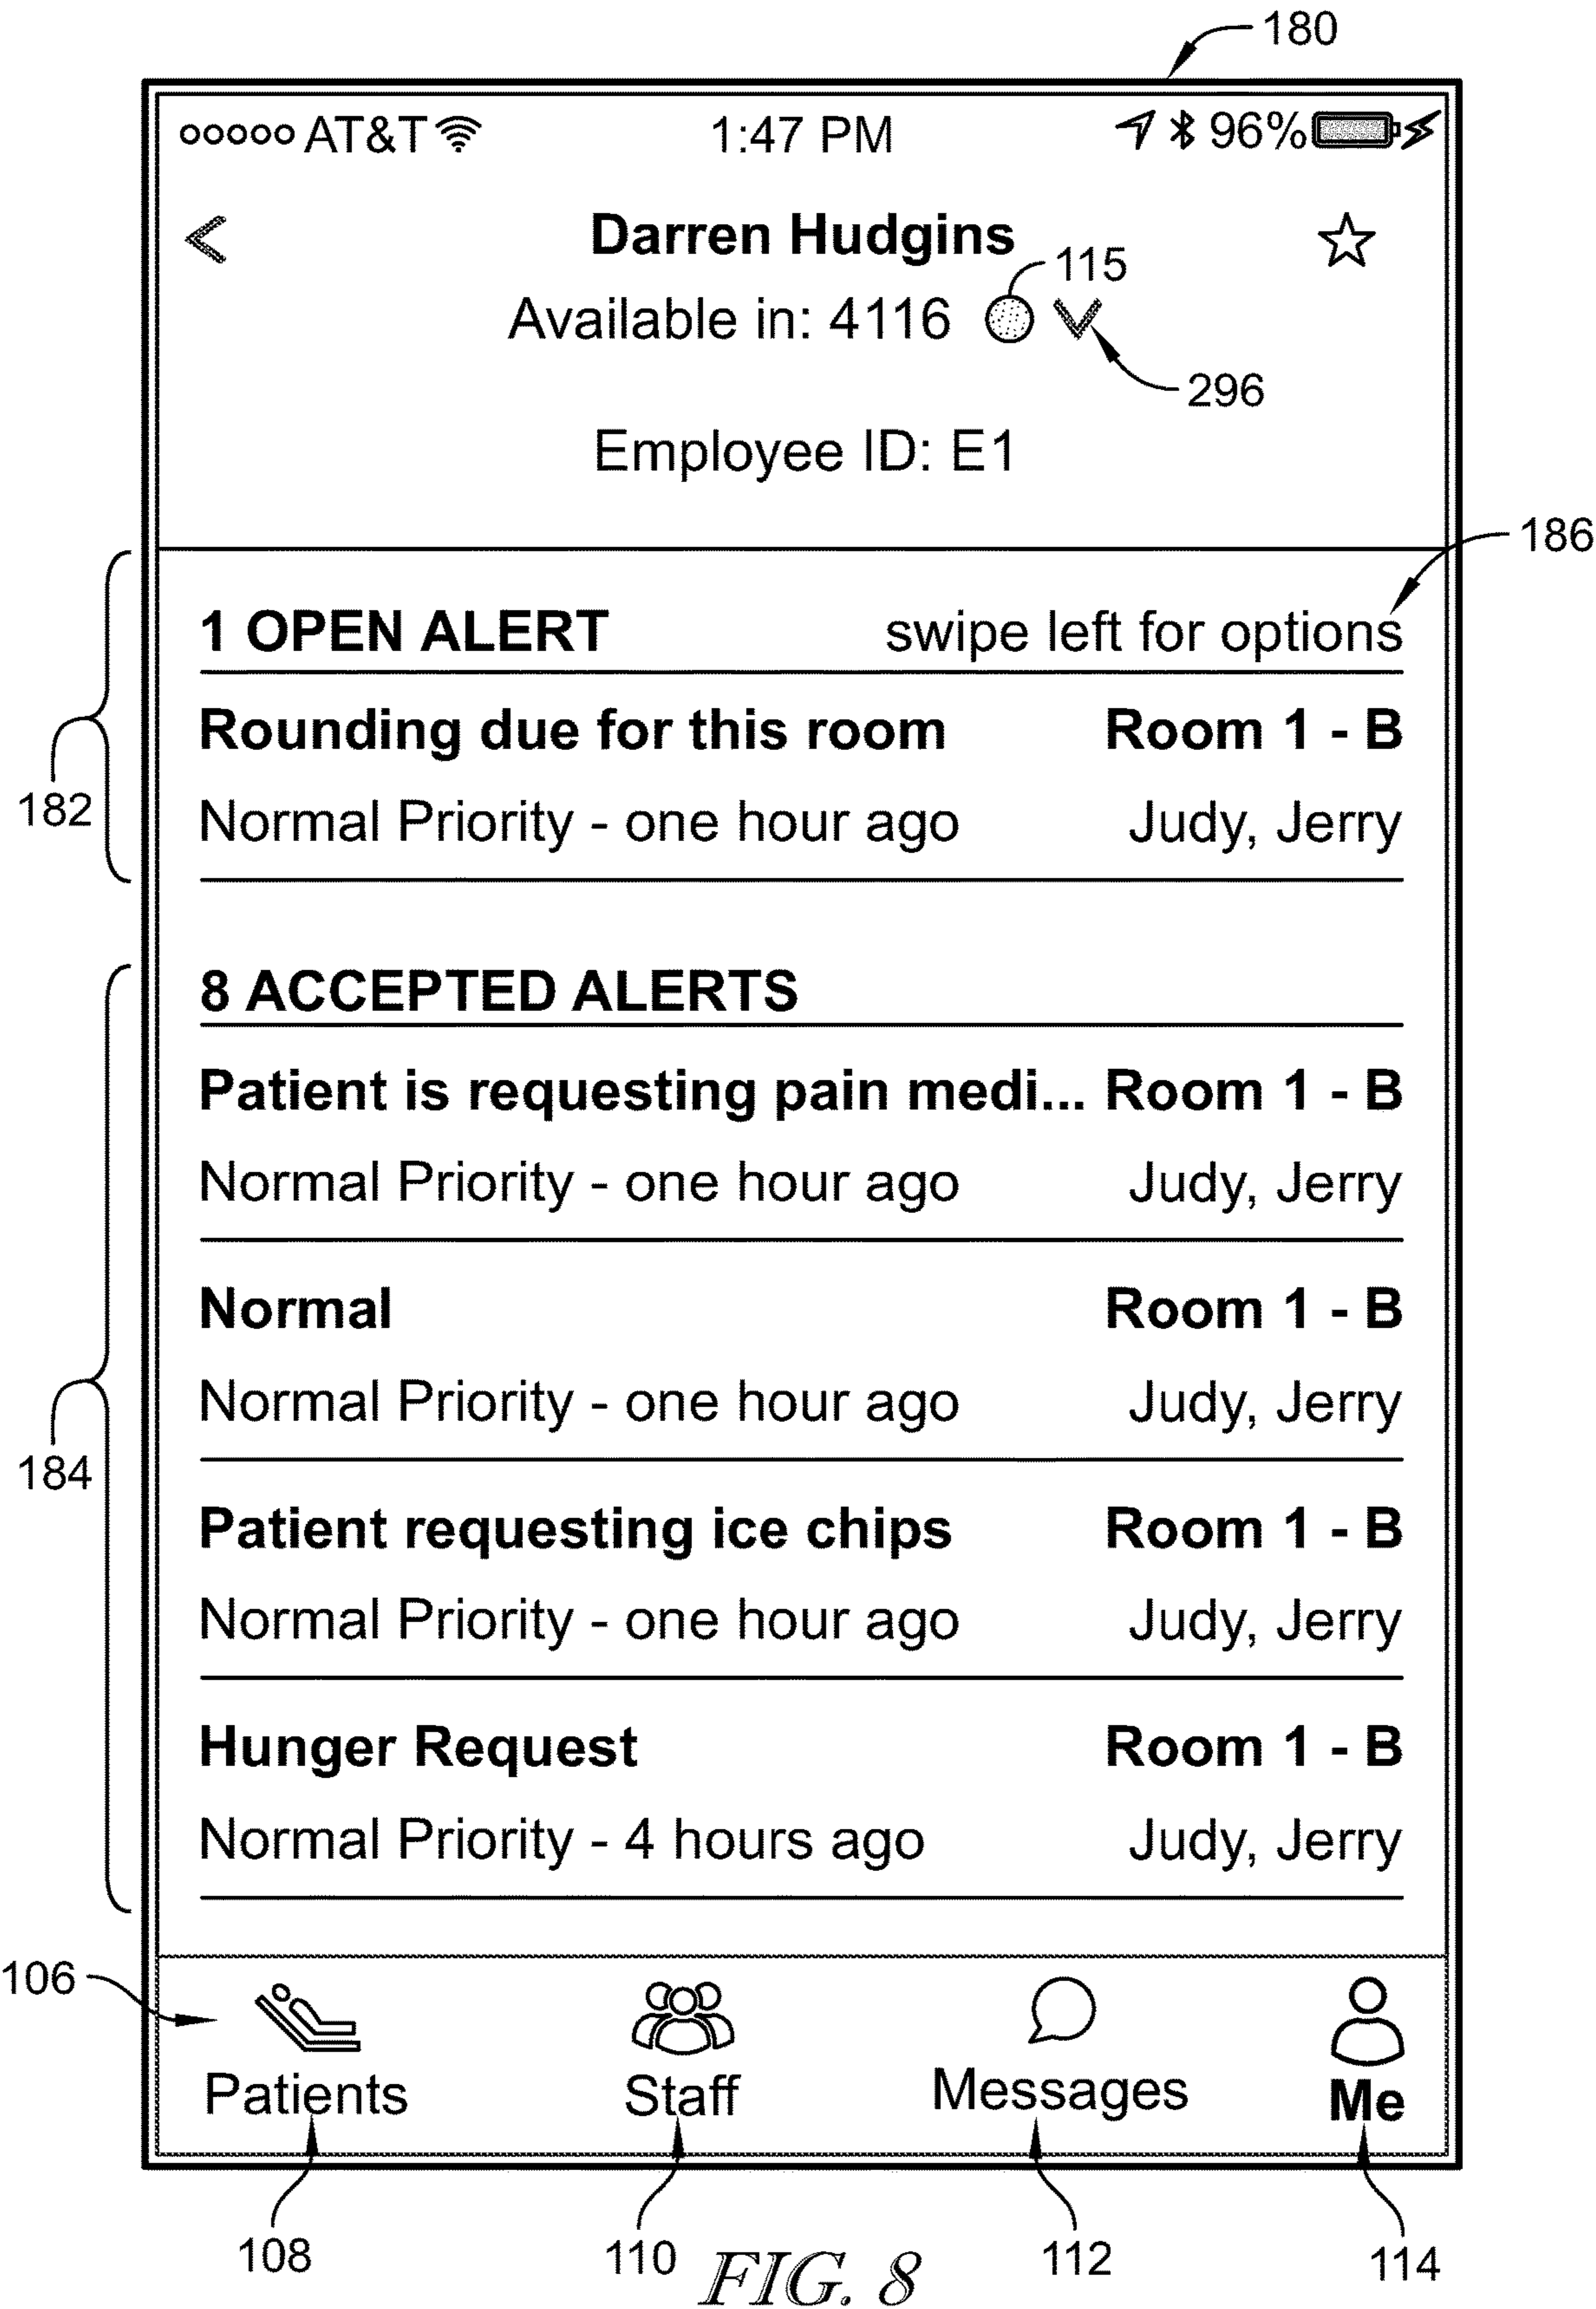 180
AT&T 1:47 PM 96%
Darren Hudgins
115
Available in: 4116
296
Employee ID: E1
186
1 OPEN ALERT swipe left for options
Rounding due for this room Room 1 - B
182
Normal Priority - one hour ago Judy, Jerry
8 ACCEPTED ALERTS
Patient is requesting pain medi... Room 1 - B
Normal Priority - one hour ago Judy, Jerry
Normal Room 1 - B
Normal Priority - one hour ago Judy, Jerry
184
Patient requesting ice chips Room 1 - B
Normal Priority - one hour ago Judy, Jerry
Hunger Request Room 1 - B
Normal Priority - 4 hours ago Judy, Jerry
106
Patients Staff Messages Me
108 110 112 114
FIG. 8